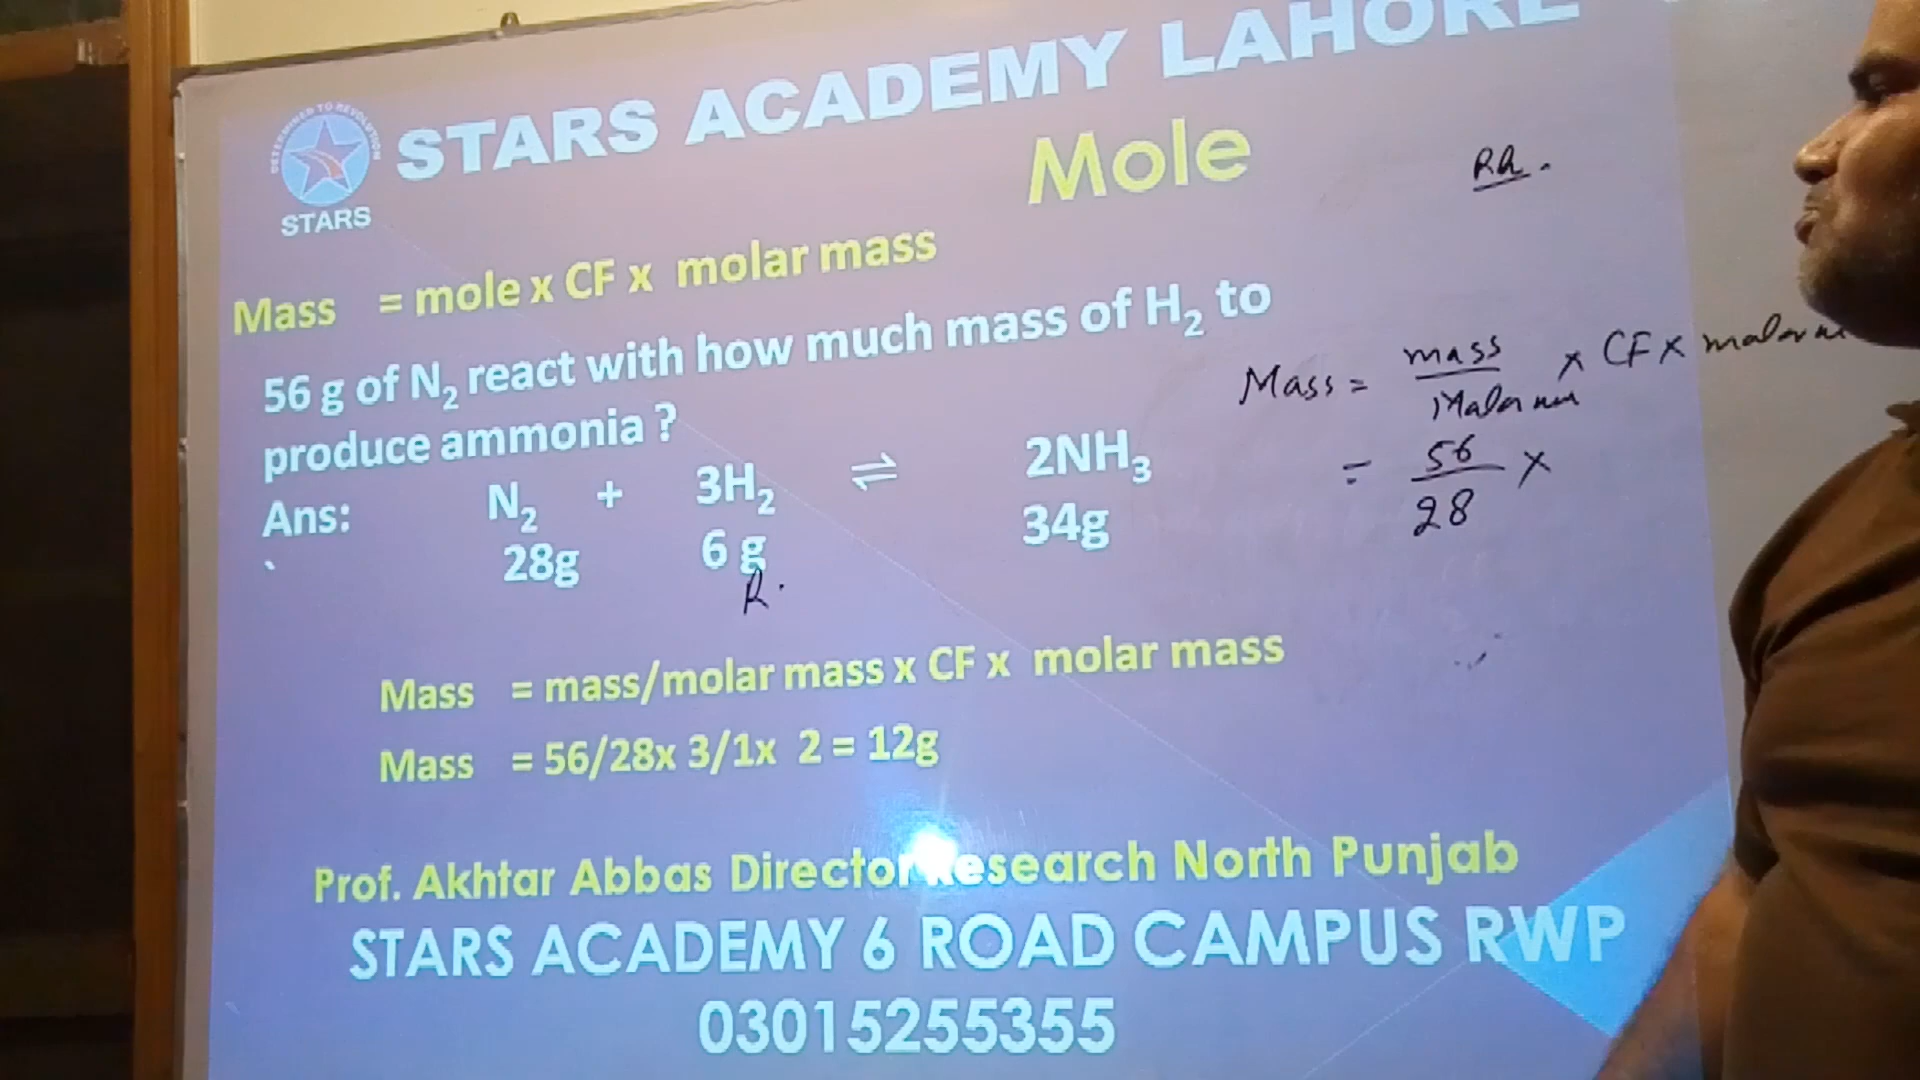 STARS ACADEMY LAHORE
DETERMINED TO REVOLUTION
STARS
Mole
Mass = mole x CF x molar mass
56 g of N₂ react with how much mass of H₂ to
produce ammonia ?
Ans: N₂ + 3H₂ ⇌ 2NH₃
28g 6 g 34g
R.
Mass = mass/molar mass x CF x molar mass
Mass = 56/28x 3/1x 2 = 12g
Mass = mass / Molar × CF ×
= 56/28 ×
Prof. Akhtar Abbas Director Research North Punjab
STARS ACADEMY 6 ROAD CAMPUS RWP
03015255355